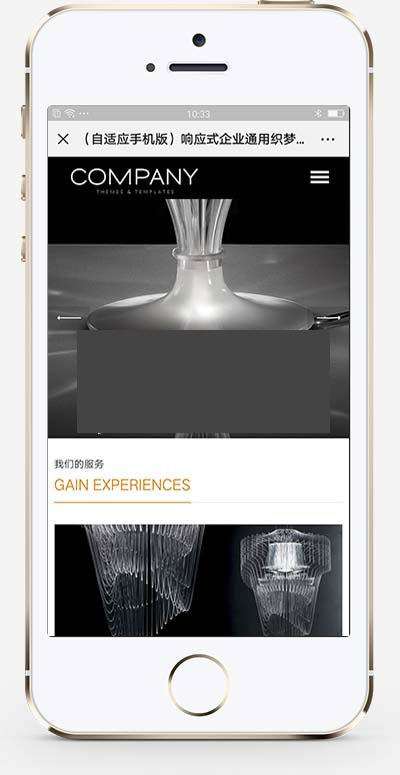 10:33
（自适应手机版）响应式企业通用织梦...
COMPANY
THEMES & TEMPLATES
我们的服务
GAIN EXPERIENCES